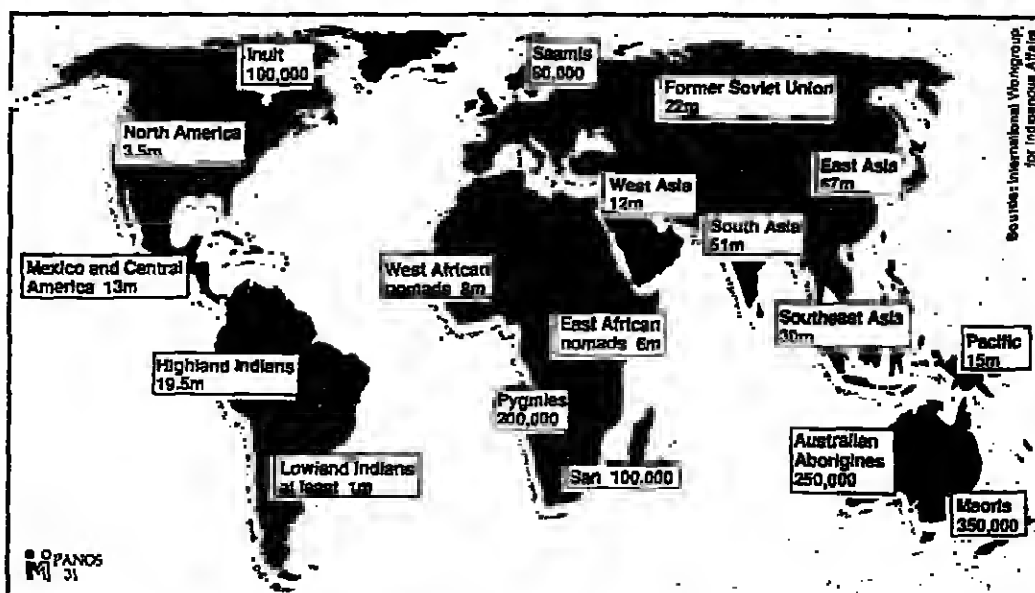 Inuit
100,000
Saamis
80,000
Former Soviet Union
22m
North America
3.5m
East Asia
67m
West Asia
12m
South Asia
51m
Mexico and Central
America 13m
West African
nomads 8m
Southeast Asia
30m
East African
nomads 6m
Pacific
15m
Highland Indians
19.5m
Pygmies
200,000
Australian
Aborigines
250,000
Lowland Indians
at least 1m
San 100.000
Maoris
350,000
PANOS
31
Source: International Workgroup
for Indigenous Affairs